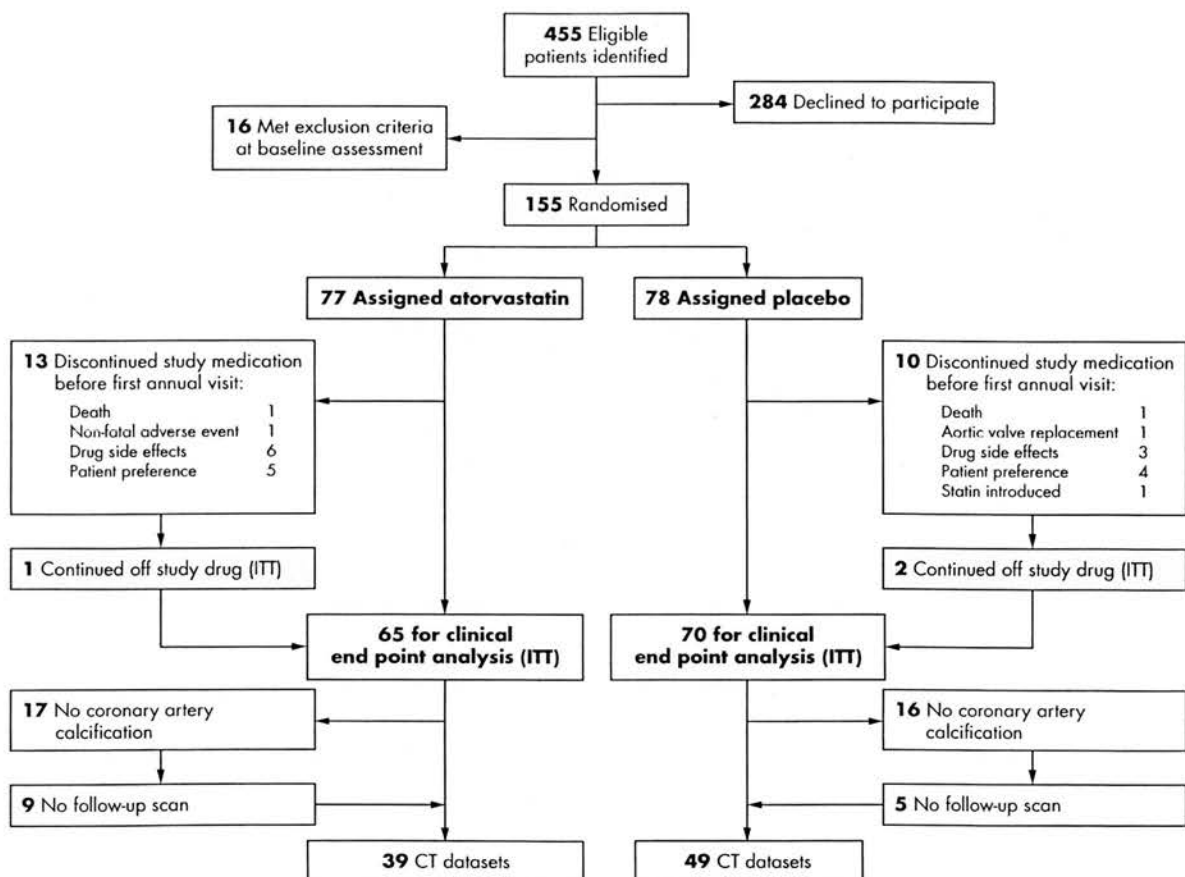 455 Eligible
patients identified
284 Declined to participate
16 Met exclusion criteria
at baseline assessment
155 Randomised
77 Assigned atorvastatin
78 Assigned placebo
13 Discontinued study medication
before first annual visit:
Death 1
Non-fatal adverse event 1
Drug side effects 6
Patient preference 5
10 Discontinued study medication
before first annual visit:
Death 1
Aortic valve replacement 1
Drug side effects 3
Patient preference 4
Statin introduced 1
1 Continued off study drug (ITT)
2 Continued off study drug (ITT)
65 for clinical
end point analysis (ITT)
70 for clinical
end point analysis (ITT)
17 No coronary artery
calcification
16 No coronary artery
calcification
9 No follow-up scan
5 No follow-up scan
39 CT datasets
49 CT datasets